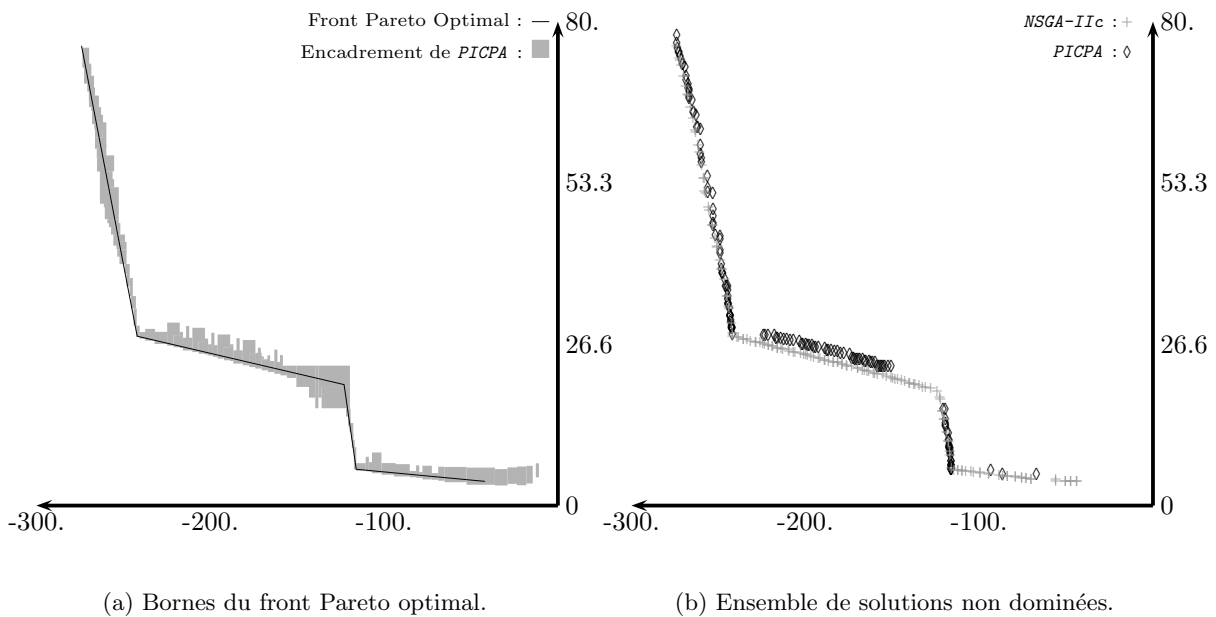 Front Pareto Optimal : —
Encadrement de PICPA :
80.
53.3
26.6
0
-300.
-200.
-100.
(a) Bornes du front Pareto optimal.
NSGA-IIc : +
PICPA : ◊
80.
53.3
26.6
0
-300.
-200.
-100.
(b) Ensemble de solutions non dominées.